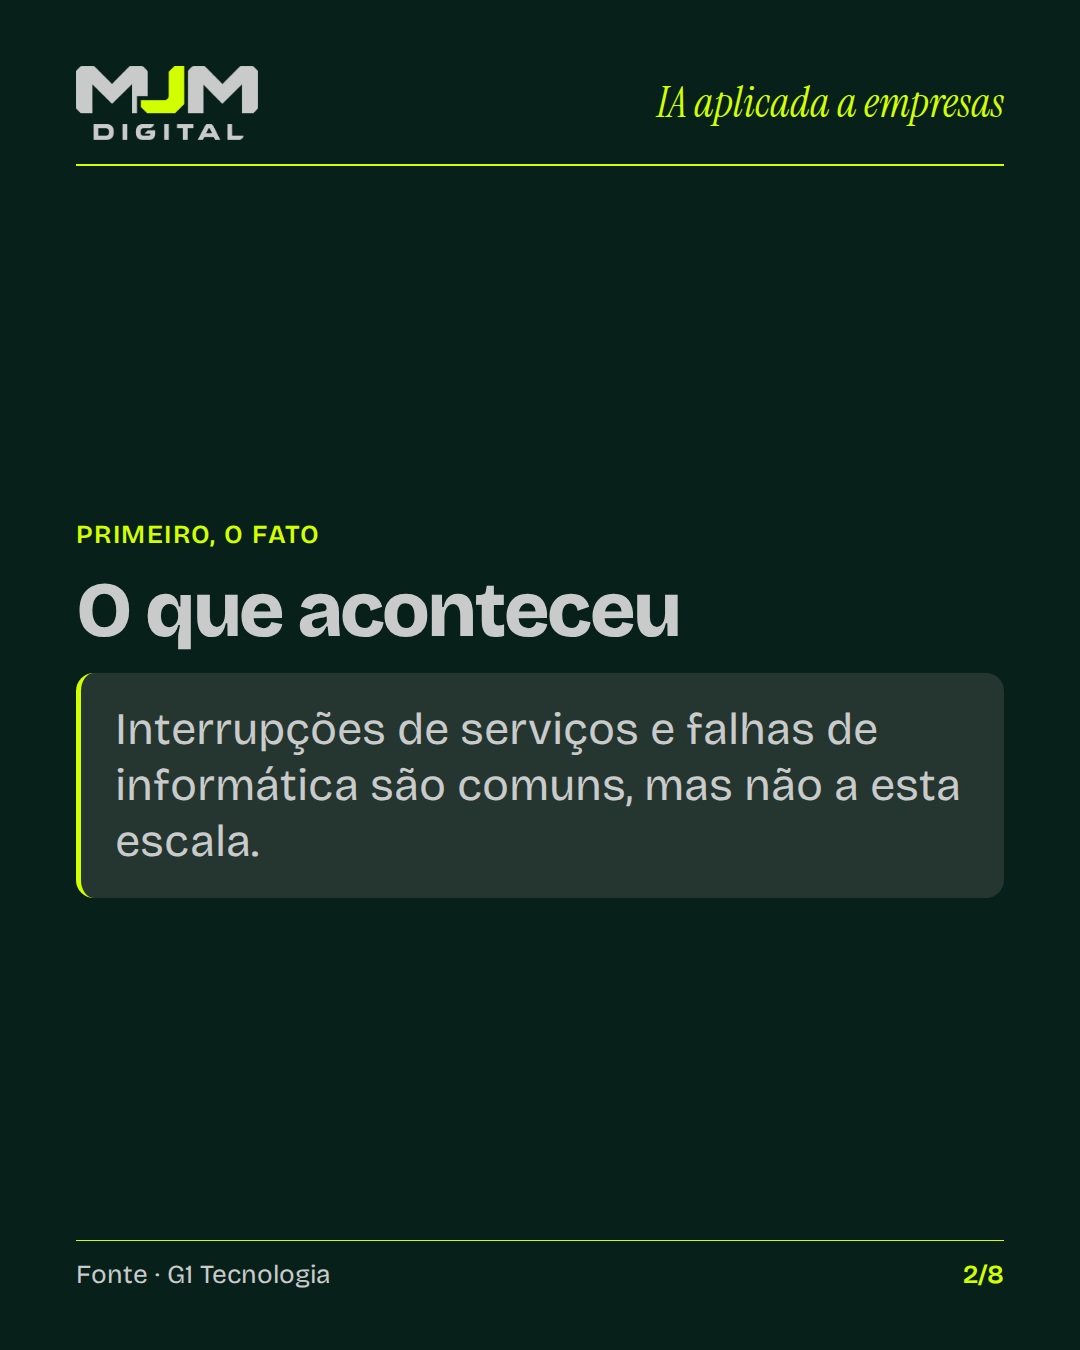 MJM
DIGITAL
IA aplicada a empresas
PRIMEIRO, O FATO
O que aconteceu
Interrupções de serviços e falhas de
informática são comuns, mas não a esta
escala.
Fonte · G1 Tecnologia
2/8